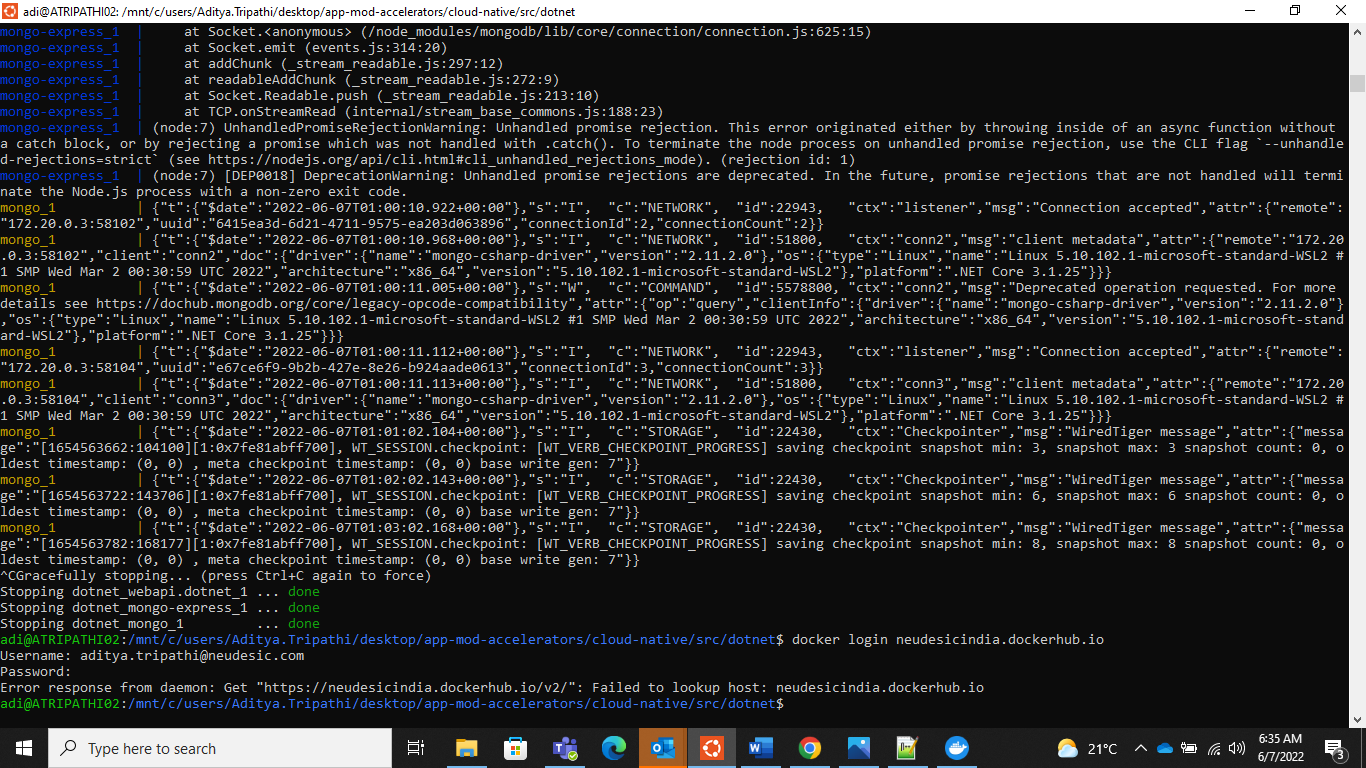 adi@ATRIPATHI02: /mnt/c/users/Aditya.Tripathi/desktop/app-mod-accelerators/cloud-native/src/dotnet
mongo-express_1  |     at Socket.<anonymous> (/node_modules/mongodb/lib/core/connection/connection.js:625:15)
mongo-express_1  |     at Socket.emit (events.js:314:20)
mongo-express_1  |     at addChunk (_stream_readable.js:297:12)
mongo-express_1  |     at readableAddChunk (_stream_readable.js:272:9)
mongo-express_1  |     at Socket.Readable.push (_stream_readable.js:213:10)
mongo-express_1  |     at TCP.onStreamRead (internal/stream_base_commons.js:188:23)
mongo-express_1  | (node:7) UnhandledPromiseRejectionWarning: Unhandled promise rejection. This error originated either by throwing inside of an async function without
a catch block, or by rejecting a promise which was not handled with .catch(). To terminate the node process on unhandled promise rejection, use the CLI flag `--unhandle
d-rejections=strict` (see https://nodejs.org/api/cli.html#cli_unhandled_rejections_mode). (rejection id: 1)
mongo-express_1  | (node:7) [DEP0018] DeprecationWarning: Unhandled promise rejections are deprecated. In the future, promise rejections that are not handled will termi
nate the Node.js process with a non-zero exit code.
mongo_1          | {"t":{"$date":"2022-06-07T01:00:10.922+00:00"},"s":"I",  "c":"NETWORK",  "id":22943,   "ctx":"listener","msg":"Connection accepted","attr":{"remote":
"172.20.0.3:58102","uuid":"6415ea3d-6d21-4711-9575-ea203d063896","connectionId":2,"connectionCount":2}}
mongo_1          | {"t":{"$date":"2022-06-07T01:00:10.968+00:00"},"s":"I",  "c":"NETWORK",  "id":51800,   "ctx":"conn2","msg":"client metadata","attr":{"remote":"172.20
.0.3:58102","client":"conn2","doc":{"driver":{"name":"mongo-csharp-driver","version":"2.11.2.0"},"os":{"type":"Linux","name":"Linux 5.10.102.1-microsoft-standard-WSL2 #
1 SMP Wed Mar 2 00:30:59 UTC 2022","architecture":"x86_64","version":"5.10.102.1-microsoft-standard-WSL2"},"platform":".NET Core 3.1.25"}}}
mongo_1          | {"t":{"$date":"2022-06-07T01:00:11.005+00:00"},"s":"W",  "c":"COMMAND",  "id":5578800, "ctx":"conn2","msg":"Deprecated operation requested. For more
details see https://dochub.mongodb.org/core/legacy-opcode-compatibility","attr":{"op":"query","clientInfo":{"driver":{"name":"mongo-csharp-driver","version":"2.11.2.0"}
,"os":{"type":"Linux","name":"Linux 5.10.102.1-microsoft-standard-WSL2 #1 SMP Wed Mar 2 00:30:59 UTC 2022","architecture":"x86_64","version":"5.10.102.1-microsoft-stand
ard-WSL2"},"platform":".NET Core 3.1.25"}}}
mongo_1          | {"t":{"$date":"2022-06-07T01:00:11.112+00:00"},"s":"I",  "c":"NETWORK",  "id":22943,   "ctx":"listener","msg":"Connection accepted","attr":{"remote":
"172.20.0.3:58104","uuid":"e67ce6f9-9b2b-427e-8e26-b924aade0613","connectionId":3,"connectionCount":3}}
mongo_1          | {"t":{"$date":"2022-06-07T01:00:11.113+00:00"},"s":"I",  "c":"NETWORK",  "id":51800,   "ctx":"conn3","msg":"client metadata","attr":{"remote":"172.20
.0.3:58104","client":"conn3","doc":{"driver":{"name":"mongo-csharp-driver","version":"2.11.2.0"},"os":{"type":"Linux","name":"Linux 5.10.102.1-microsoft-standard-WSL2 #
1 SMP Wed Mar 2 00:30:59 UTC 2022","architecture":"x86_64","version":"5.10.102.1-microsoft-standard-WSL2"},"platform":".NET Core 3.1.25"}}}
mongo_1          | {"t":{"$date":"2022-06-07T01:01:02.104+00:00"},"s":"I",  "c":"STORAGE",  "id":22430,   "ctx":"Checkpointer","msg":"WiredTiger message","attr":{"messa
ge":"[1654563662:104100][1:0x7fe81abff700], WT_SESSION.checkpoint: [WT_VERB_CHECKPOINT_PROGRESS] saving checkpoint snapshot min: 3, snapshot max: 3 snapshot count: 0, o
ldest timestamp: (0, 0) , meta checkpoint timestamp: (0, 0) base write gen: 7"}}
mongo_1          | {"t":{"$date":"2022-06-07T01:02:02.143+00:00"},"s":"I",  "c":"STORAGE",  "id":22430,   "ctx":"Checkpointer","msg":"WiredTiger message","attr":{"messa
ge":"[1654563722:143706][1:0x7fe81abff700], WT_SESSION.checkpoint: [WT_VERB_CHECKPOINT_PROGRESS] saving checkpoint snapshot min: 6, snapshot max: 6 snapshot count: 0, o
ldest timestamp: (0, 0) , meta checkpoint timestamp: (0, 0) base write gen: 7"}}
mongo_1          | {"t":{"$date":"2022-06-07T01:03:02.168+00:00"},"s":"I",  "c":"STORAGE",  "id":22430,   "ctx":"Checkpointer","msg":"WiredTiger message","attr":{"messa
ge":"[1654563782:168177][1:0x7fe81abff700], WT_SESSION.checkpoint: [WT_VERB_CHECKPOINT_PROGRESS] saving checkpoint snapshot min: 8, snapshot max: 8 snapshot count: 0, o
ldest timestamp: (0, 0) , meta checkpoint timestamp: (0, 0) base write gen: 7"}}
^CGracefully stopping... (press Ctrl+C again to force)
Stopping dotnet_webapi.dotnet_1 ... done
Stopping dotnet_mongo-express_1 ... done
Stopping dotnet_mongo_1         ... done
adi@ATRIPATHI02:/mnt/c/users/Aditya.Tripathi/desktop/app-mod-accelerators/cloud-native/src/dotnet$ docker login neudesicindia.dockerhub.io
Username: aditya.tripathi@neudesic.com
Password:
Error response from daemon: Get "https://neudesicindia.dockerhub.io/v2/": Failed to lookup host: neudesicindia.dockerhub.io
adi@ATRIPATHI02:/mnt/c/users/Aditya.Tripathi/desktop/app-mod-accelerators/cloud-native/src/dotnet$
Type here to search
21°C
6:35 AM
6/7/2022
3